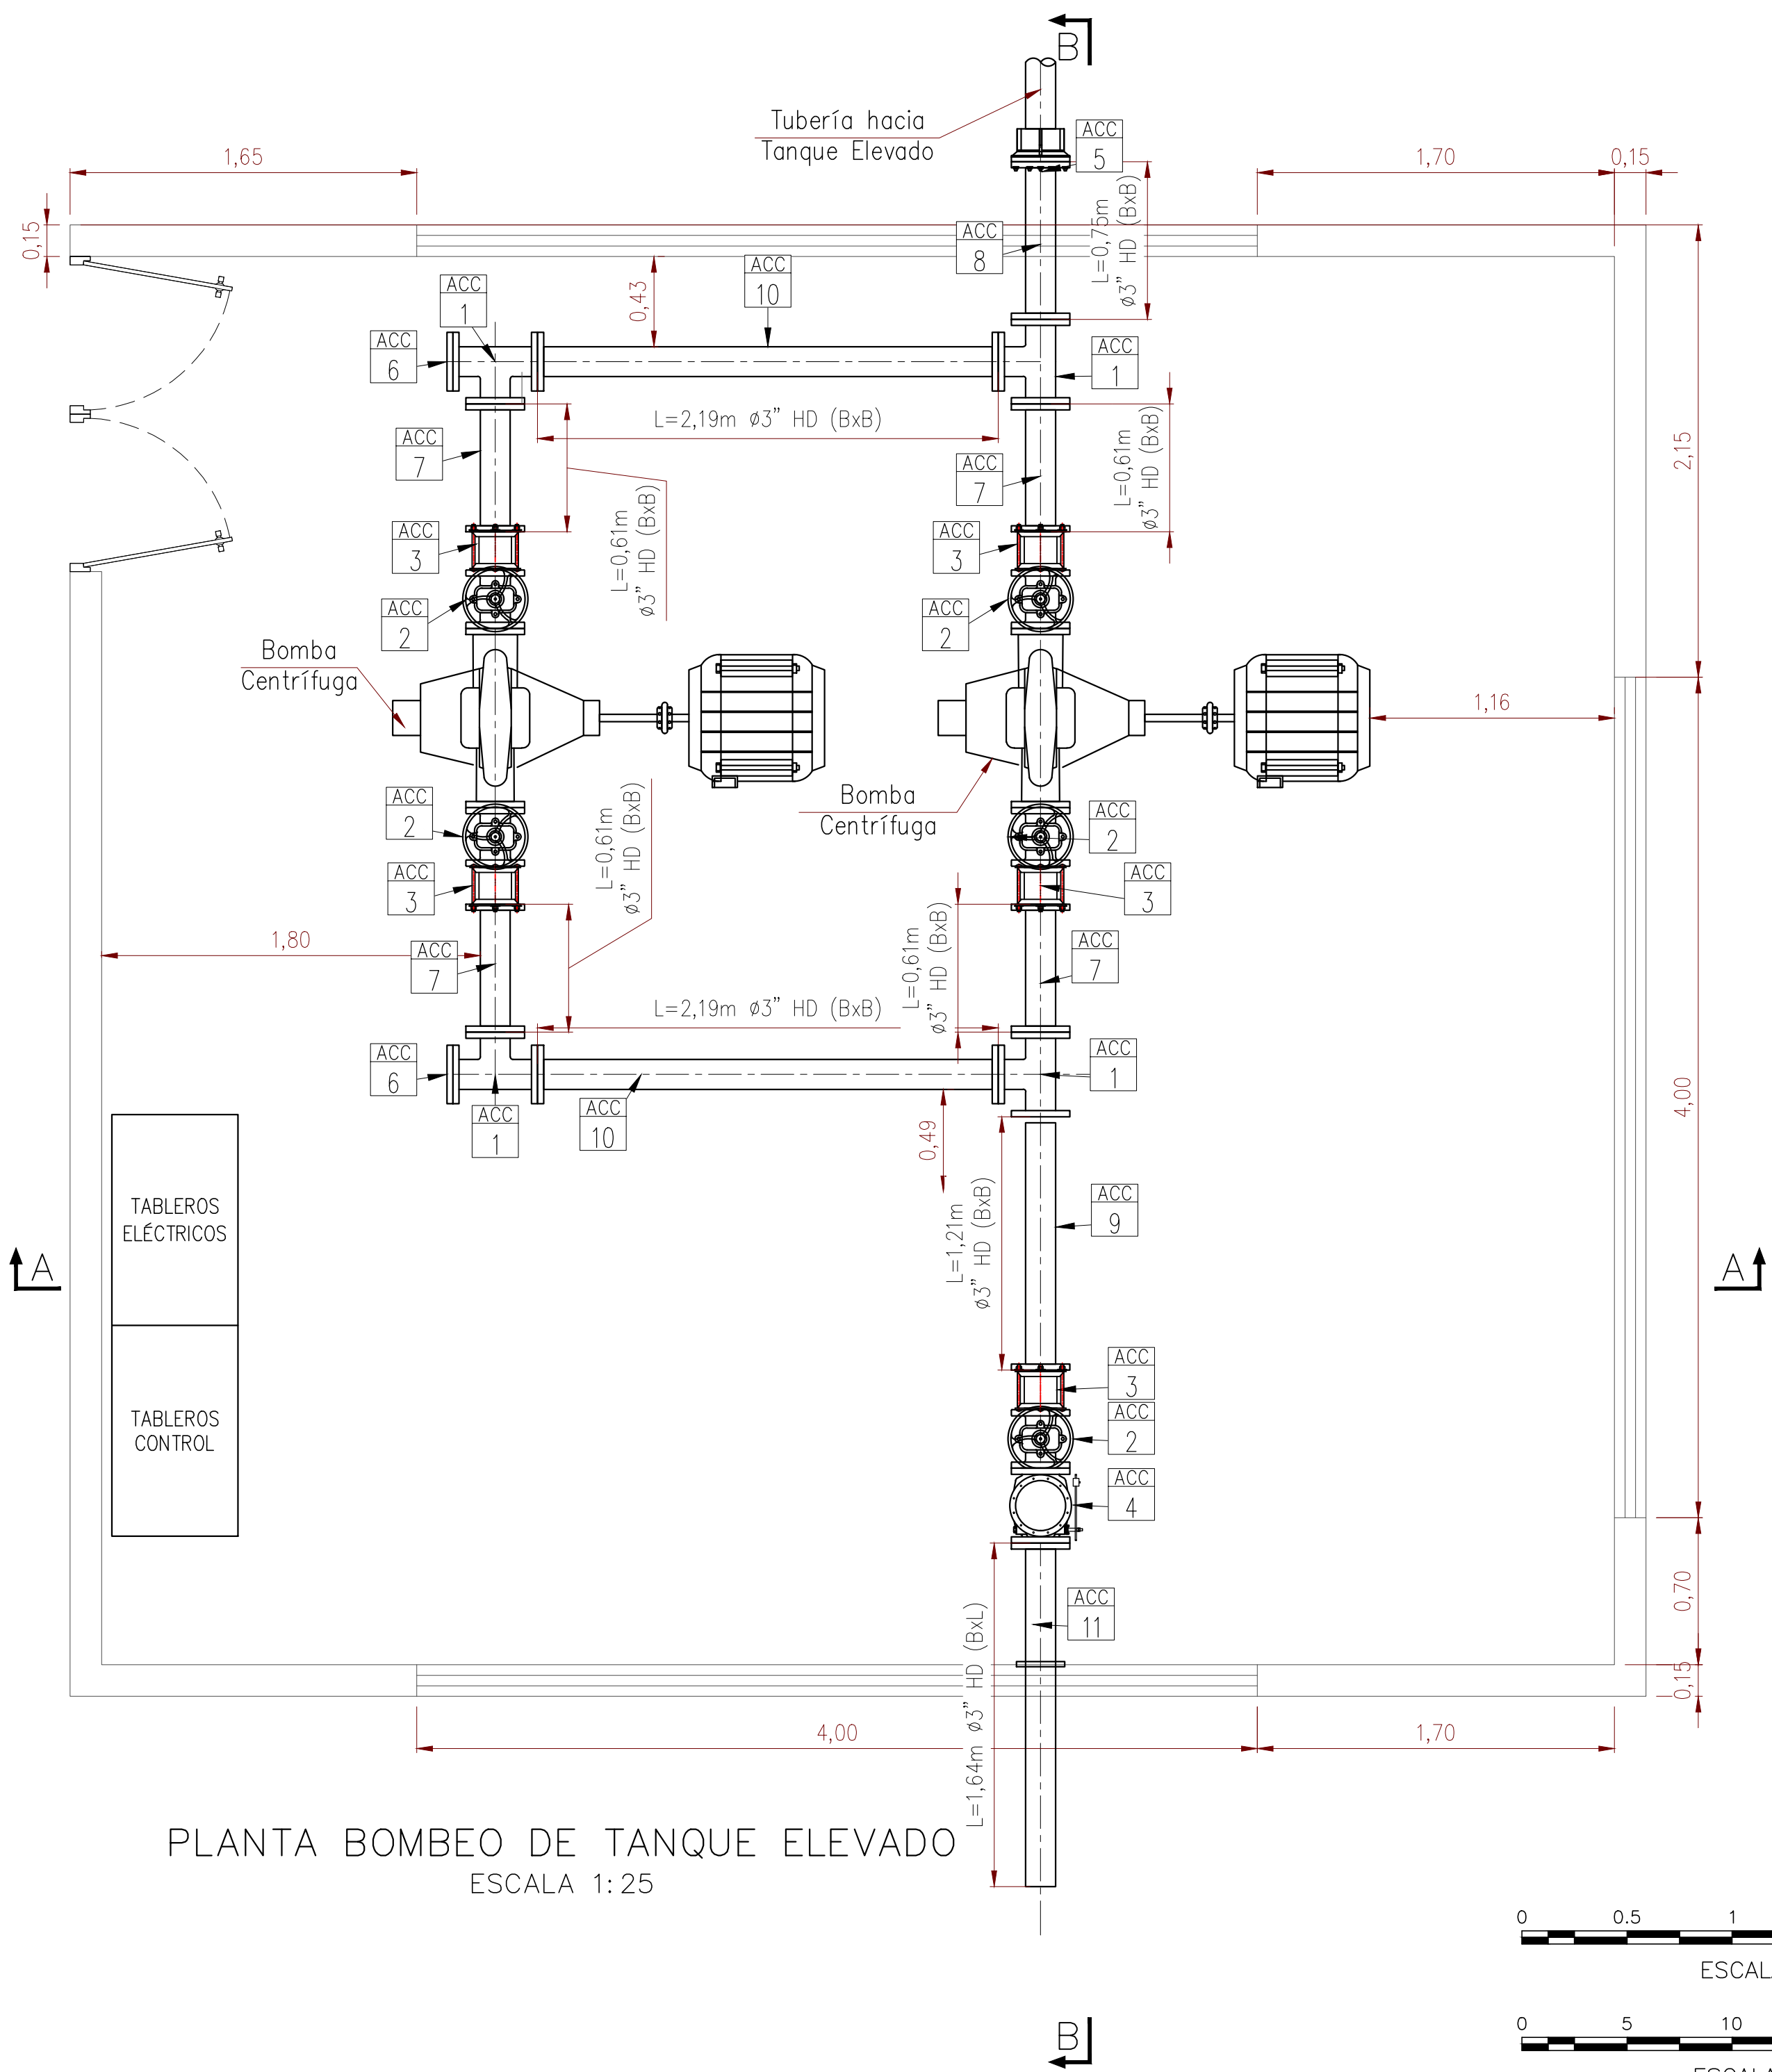 B
Tubería hacia
Tanque Elevado
ACC
5
1,65
1,70
0,15
0,15
L=0,75m
ø3" HD (BxB)
ACC
8
0,43
ACC
10
ACC
1
ACC
6
ACC
1
L=2,19m ø3" HD (BxB)
L=0,61m
ø3" HD (BxB)
2,15
ACC
7
ACC
7
L=0,61m
ø3" HD (BxB)
ACC
3
ACC
3
ACC
2
ACC
2
Bomba
Centrífuga
1,16
Bomba
Centrífuga
ACC
2
ACC
2
L=0,61m
ø3" HD (BxB)
ACC
3
ACC
3
1,80
ACC
7
ACC
7
L=0,61m
ø3" HD (BxB)
L=2,19m ø3" HD (BxB)
ACC
6
ACC
1
ACC
1
ACC
10
0,49
4,00
L=1,21m
ø3" HD (BxB)
ACC
9
TABLEROS
ELÉCTRICOS
A
A
TABLEROS
CONTROL
ACC
3
ACC
2
ACC
4
ACC
11
0,70
0,15
L=1,64m ø3" HD (BxL)
4,00
1,70
PLANTA BOMBEO DE TANQUE ELEVADO
ESCALA 1:25
0 0.5 1
ESCALA
B
0 5 10
ESCALA